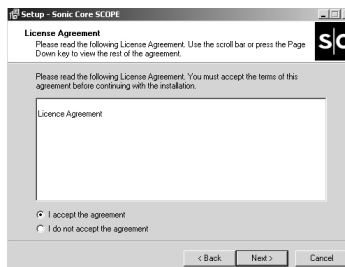 Setup - Sonic Core SCOPE
License Agreement
Please read the following License Agreement. Use the scroll bar or press the Page
Down key to view the rest of the agreement.
S|C
Please read the following License Agreement. You must accept the terms of this
agreement before continuing with the installation.
Licence Agreement
I accept the agreement
I do not accept the agreement
< Back
Next >
Cancel